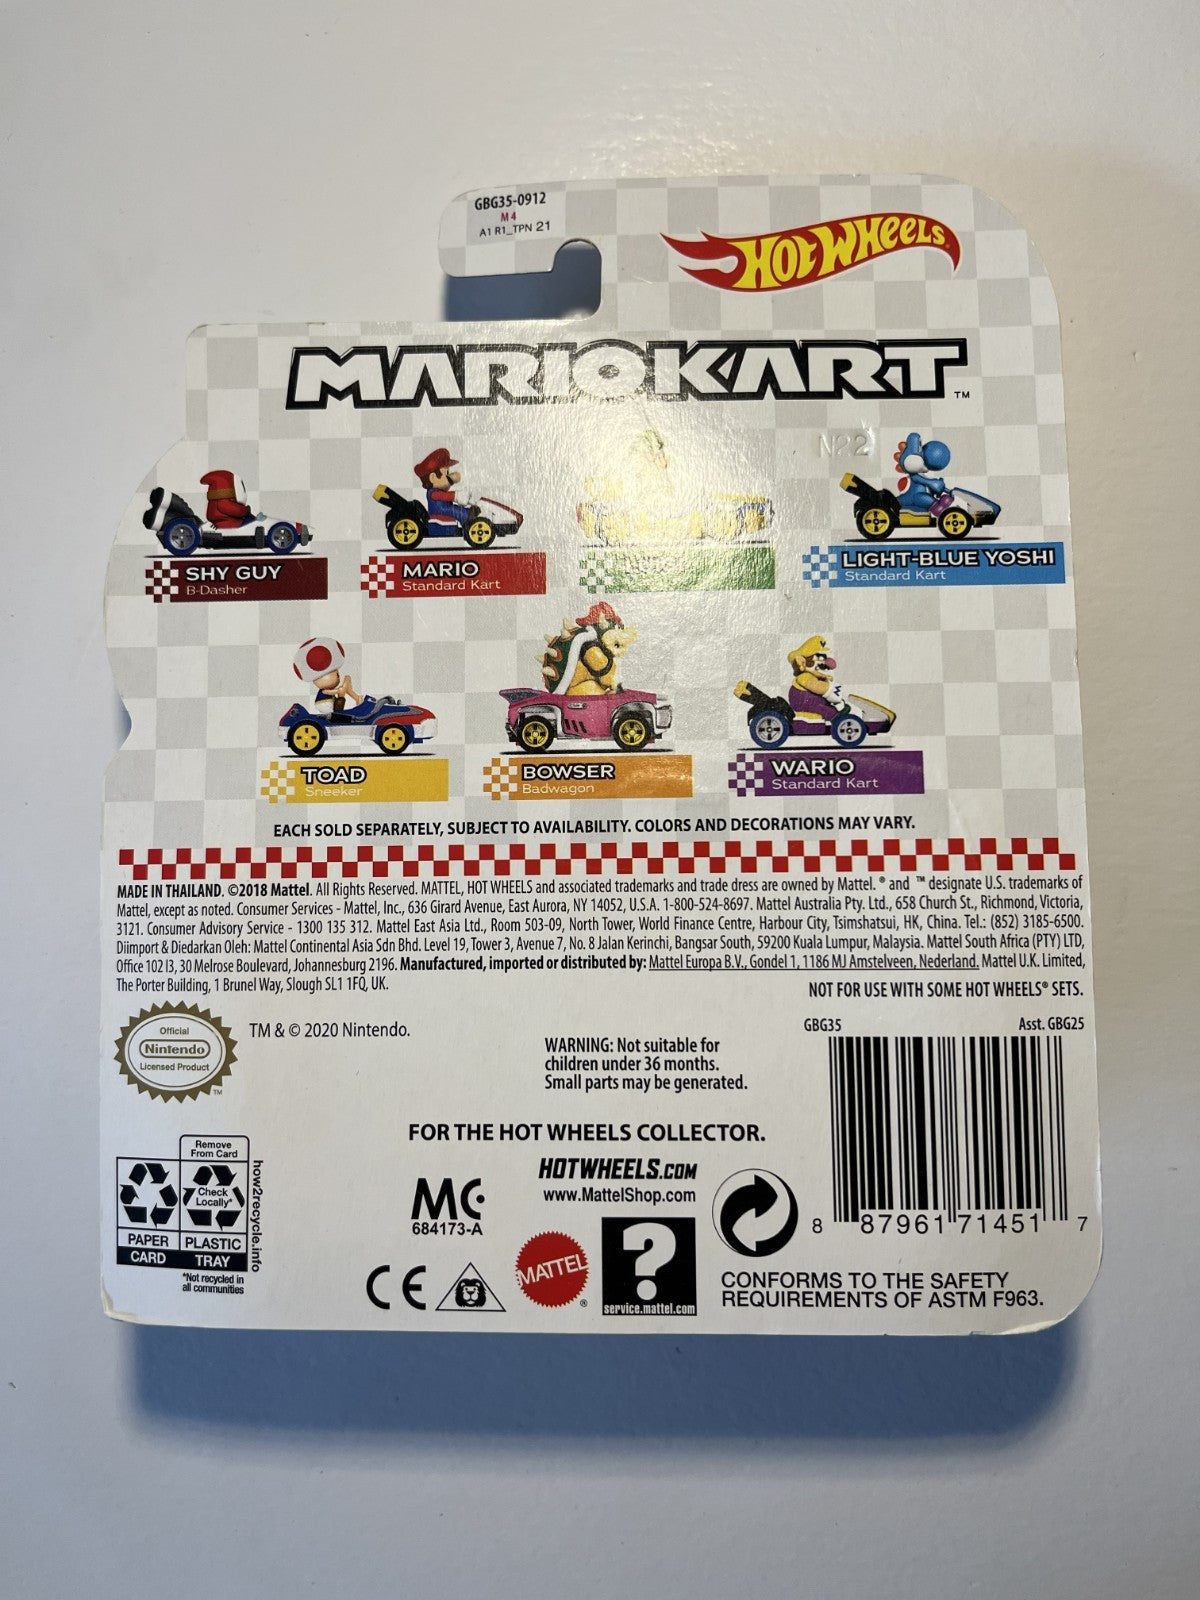 GBG35-0912
M4
A1 R1_TPN 21
HOT WHEELS
MARIOKART™
N22
SHY GUY
B-Dasher
MARIO
Standard Kart
LIGHT-BLUE YOSHI
Standard Kart
TOAD
Sneeker
BOWSER
Badwagon
WARIO
Standard Kart
EACH SOLD SEPARATELY, SUBJECT TO AVAILABILITY. COLORS AND DECORATIONS MAY VARY.
MADE IN THAILAND. ©2018 Mattel. All Rights Reserved. MATTEL, HOT WHEELS and associated trademarks and trade dress are owned by Mattel. ® and ™ designate U.S. trademarks of
Mattel, except as noted. Consumer Services - Mattel, Inc., 636 Girard Avenue, East Aurora, NY 14052, U.S.A. 1-800-524-8697. Mattel Australia Pty. Ltd., 658 Church St., Richmond, Victoria,
3121. Consumer Advisory Service - 1300 135 312. Mattel East Asia Ltd., Room 503-09, North Tower, World Finance Centre, Harbour City, Tsimshatsui, HK, China. Tel.: (852) 3185-6500.
Diimport & Diedarkan Oleh: Mattel Continental Asia Sdn Bhd. Level 19, Tower 3, Avenue 7, No. 8 Jalan Kerinchi, Bangsar South, 59200 Kuala Lumpur, Malaysia. Mattel South Africa (PTY) LTD,
Office 102 I3, 30 Melrose Boulevard, Johannesburg 2196. Manufactured, imported or distributed by: Mattel Europa B.V., Gondel 1, 1186 MJ Amstelveen, Nederland. Mattel U.K. Limited,
The Porter Building, 1 Brunel Way, Slough SL1 1FQ, UK.
NOT FOR USE WITH SOME HOT WHEELS® SETS.
Official
Nintendo
Licensed Product
™
TM & © 2020 Nintendo.
WARNING: Not suitable for
children under 36 months.
Small parts may be generated.
GBG35
Asst. GBG25
8 87961 71451 7
FOR THE HOT WHEELS COLLECTOR.
HOTWHEELS.COM
www.MattelShop.com
Remove
From Card
Check
Locally*
PAPER
CARD
PLASTIC
TRAY
*Not recycled in
all communities
how2recycle.info
MC
684173-A
CE
MATTEL®
?
service.mattel.com
CONFORMS TO THE SAFETY
REQUIREMENTS OF ASTM F963.